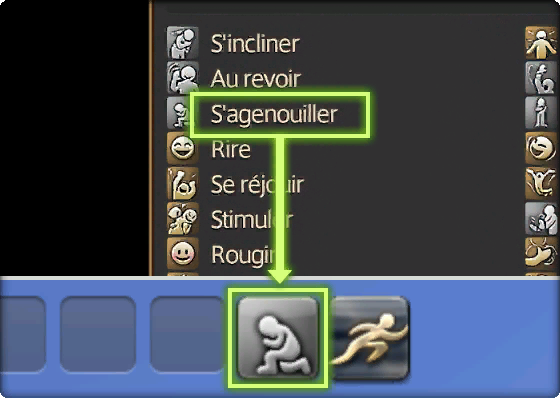 S'incliner
Au revoir
S'agenouiller
Rire
Se réjouir
Stimuler
Rougir